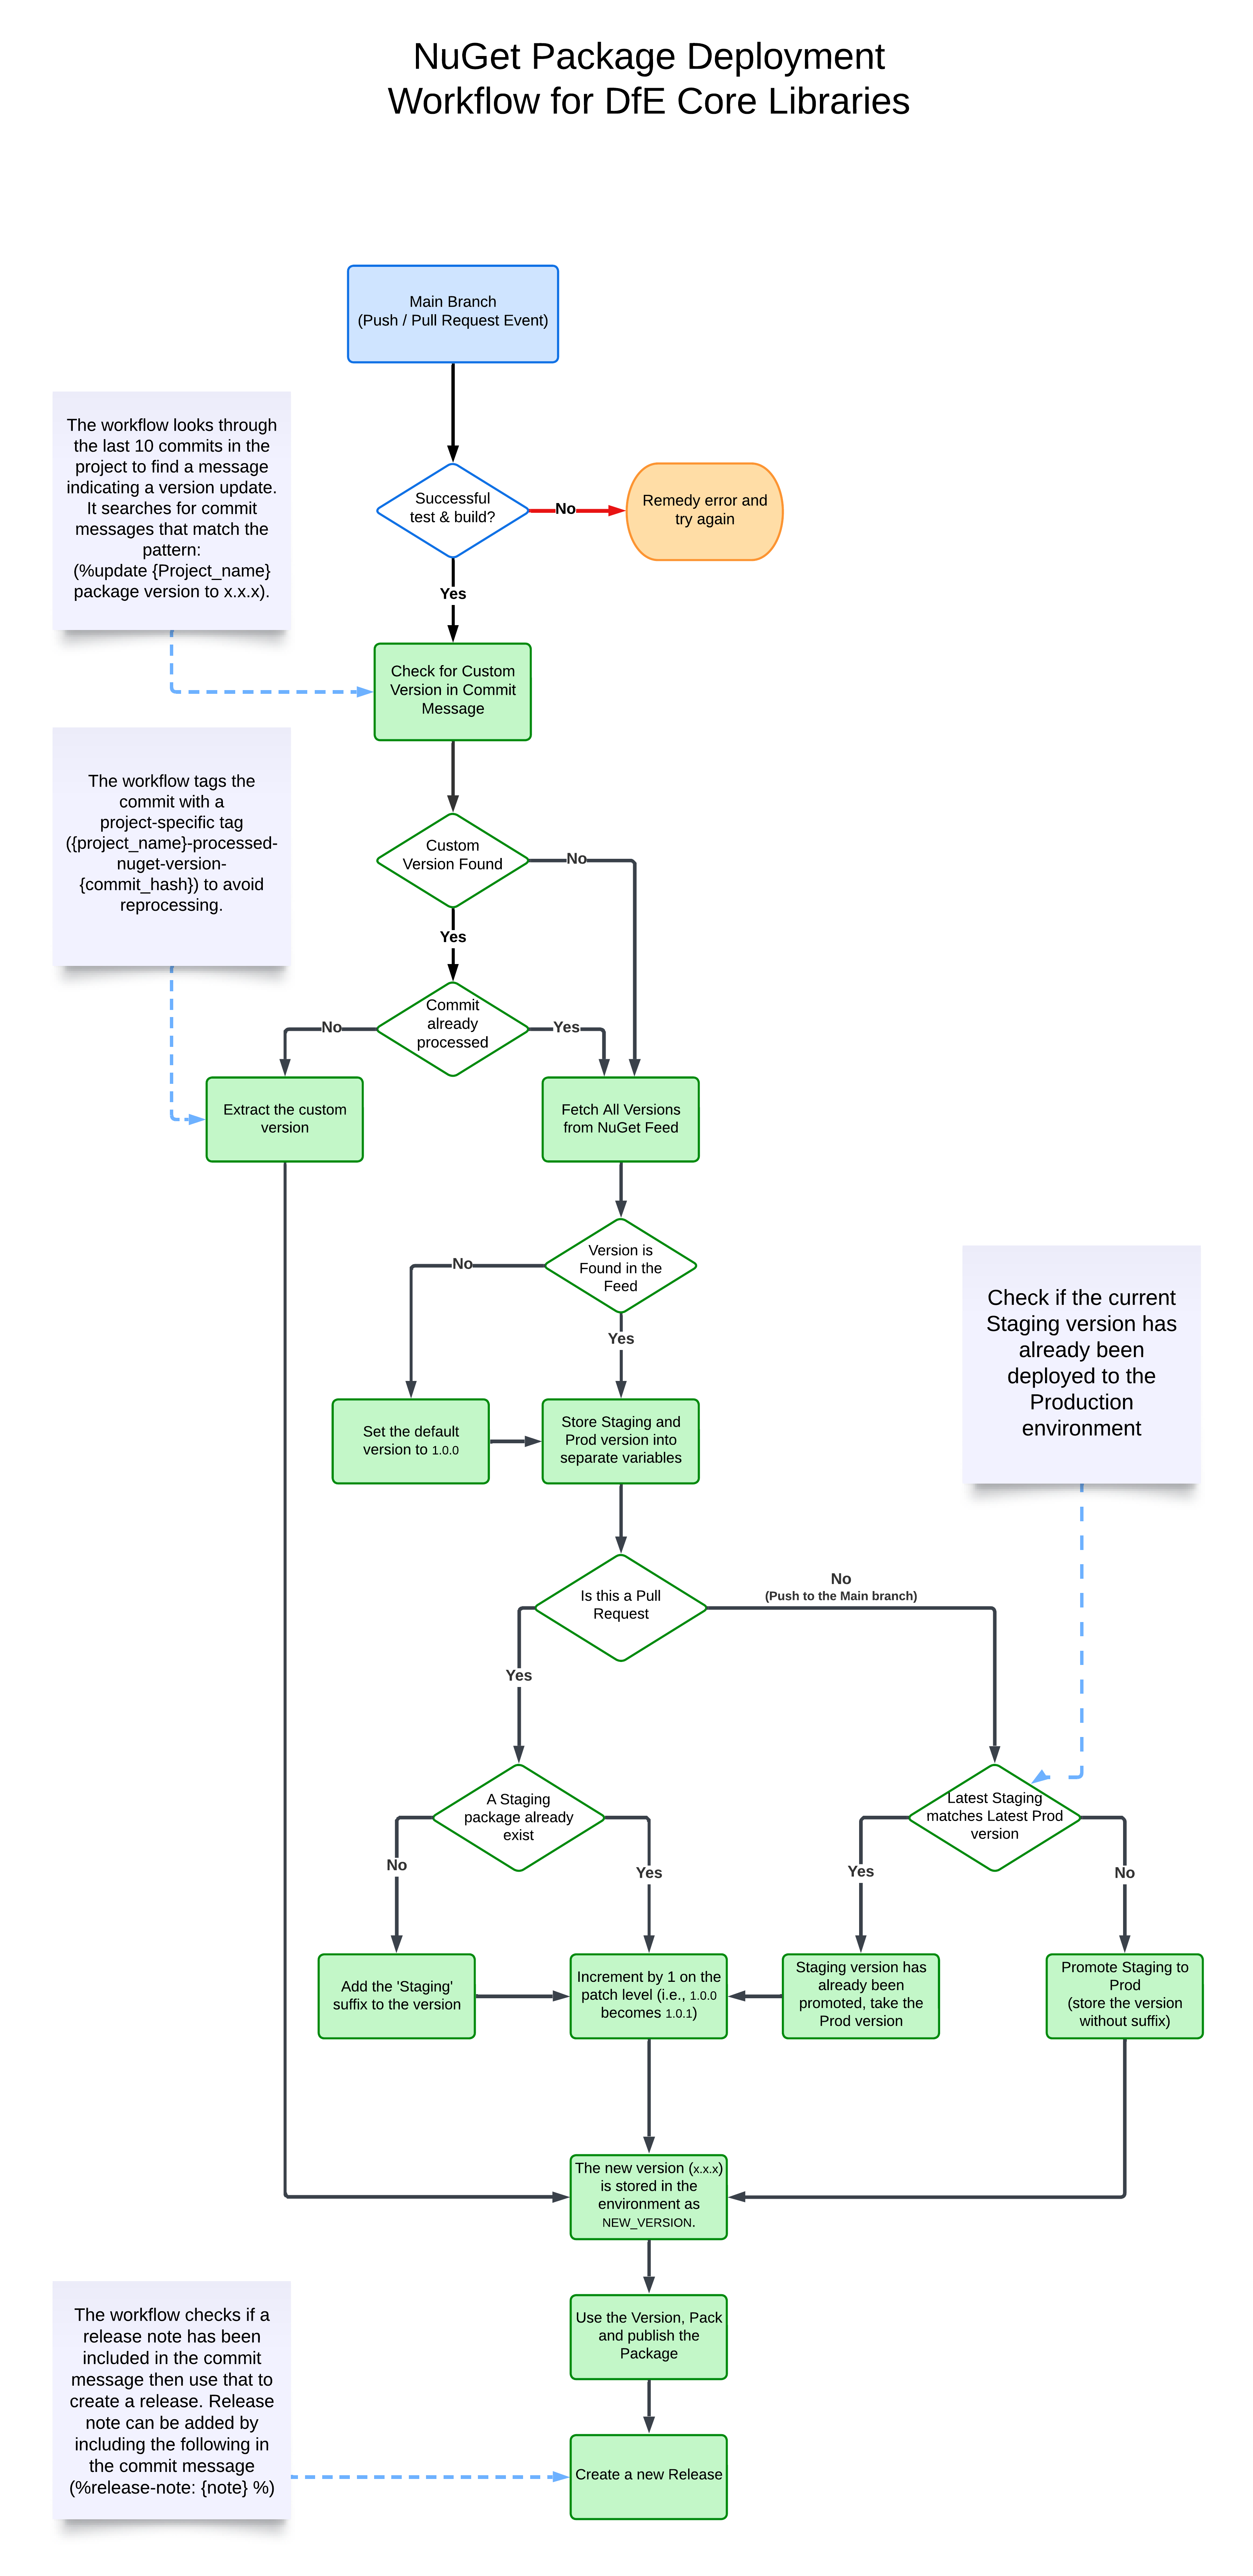 NuGet Package Deployment
Workflow for DfE Core Libraries
Main Branch
(Push / Pull Request Event)
The workflow looks through
the last 10 commits in the
project to find a message
indicating a version update.
It searches for commit
messages that match the
pattern:
(%update {Project_name}
package version to x.x.x).
Successful
test & build?
No
Remedy error and
try again
Yes
Check for Custom
Version in Commit
Message
The workflow tags the
commit with a
project-specific tag
({project_name}-processed-
nuget-version-
{commit_hash}) to avoid
reprocessing.
Custom
Version Found
No
Yes
Commit
already
processed
No
Yes
Extract the custom
version
Fetch All Versions
from NuGet Feed
Version is
Found in the
Feed
No
Yes
Check if the current
Staging version has
already been
deployed to the
Production
environment
Set the default
version to 1.0.0
Store Staging and
Prod version into
separate variables
Is this a Pull
Request
No
(Push to the Main branch)
Yes
A Staging
package already
exist
Latest Staging
matches Latest Prod
version
No
Yes
Yes
No
Add the 'Staging'
suffix to the version
Increment by 1 on the
patch level (i.e., 1.0.0
becomes 1.0.1)
Staging version has
already been
promoted, take the
Prod version
Promote Staging to
Prod
(store the version
without suffix)
The new version (x.x.x)
is stored in the
environment as
NEW_VERSION.
Use the Version, Pack
and publish the
Package
The workflow checks if a
release note has been
included in the commit
message then use that to
create a release. Release
note can be added by
including the following in
the commit message
(%release-note: {note} %)
Create a new Release